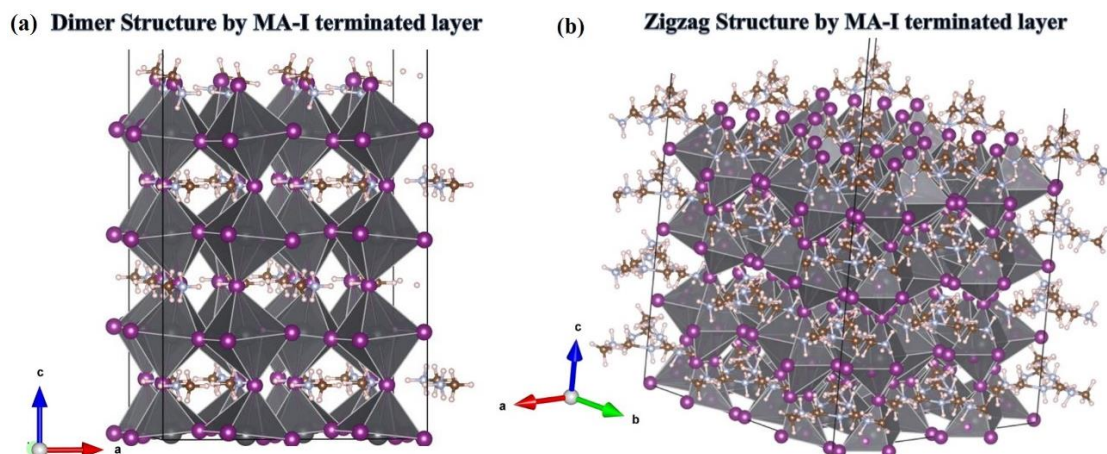 (a) Dimer Structure by MA-I terminated layer
(b) Zigzag Structure by MA-I terminated layer
c
a
c
a
b